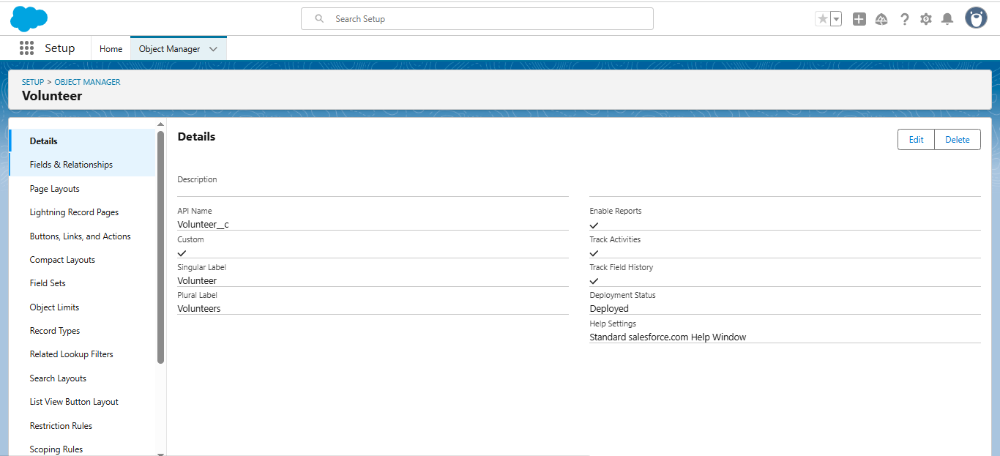 Search Setup
Setup
Home
Object Manager
SETUP > OBJECT MANAGER
Volunteer
Details
Fields & Relationships
Page Layouts
Lightning Record Pages
Buttons, Links, and Actions
Compact Layouts
Field Sets
Object Limits
Record Types
Related Lookup Filters
Search Layouts
List View Button Layout
Restriction Rules
Scoping Rules
Details
Edit
Delete
Description
API Name
Volunteer__c
Custom
Singular Label
Volunteer
Plural Label
Volunteers
Enable Reports
Track Activities
Track Field History
Deployment Status
Deployed
Help Settings
Standard salesforce.com Help Window